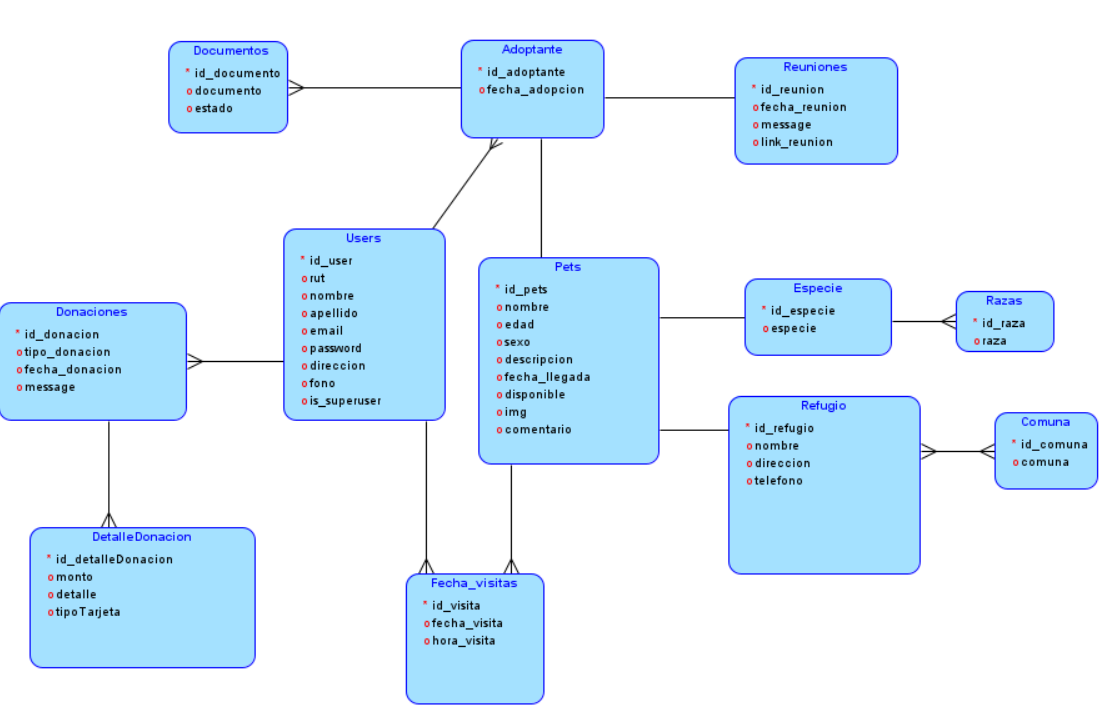 Documentos
* id_documento
o documento
o estado
Adoptante
* id_adoptante
o fecha_adopcion
Reuniones
* id_reunion
o fecha_reunion
o message
o link_reunion
Users
* id_user
o rut
o nombre
o apellido
o email
o password
o direccion
o fono
o is_superuser
Pets
* id_pets
o nombre
o edad
o sexo
o descripcion
o fecha_llegada
o disponible
o img
o comentario
Especie
* id_especie
o especie
Razas
* id_raza
o raza
Donaciones
* id_donacion
o tipo_donacion
o fecha_donacion
o message
Refugio
* id_refugio
o nombre
o direccion
o telefono
Comuna
* id_comuna
o comuna
DetalleDonacion
* id_detalleDonacion
o monto
o detalle
o tipoTarjeta
Fecha_visitas
* id_visita
o fecha_visita
o hora_visita